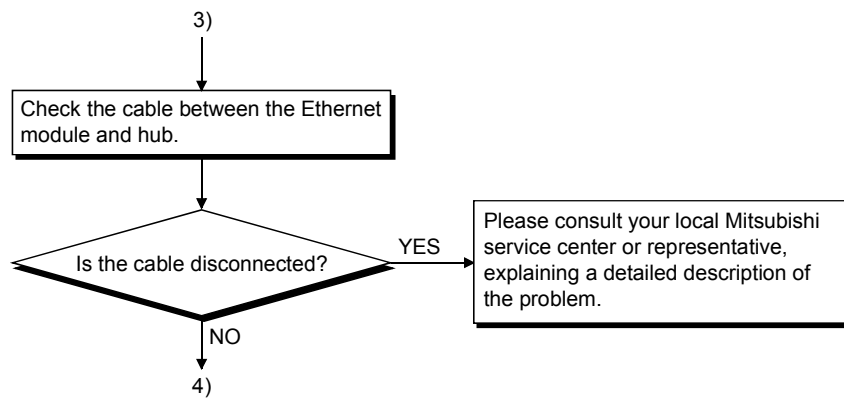 3)
Check the cable between the Ethernet
module and hub.
Is the cable disconnected?
YES
Please consult your local Mitsubishi
service center or representative,
explaining a detailed description of
the problem.
NO
4)